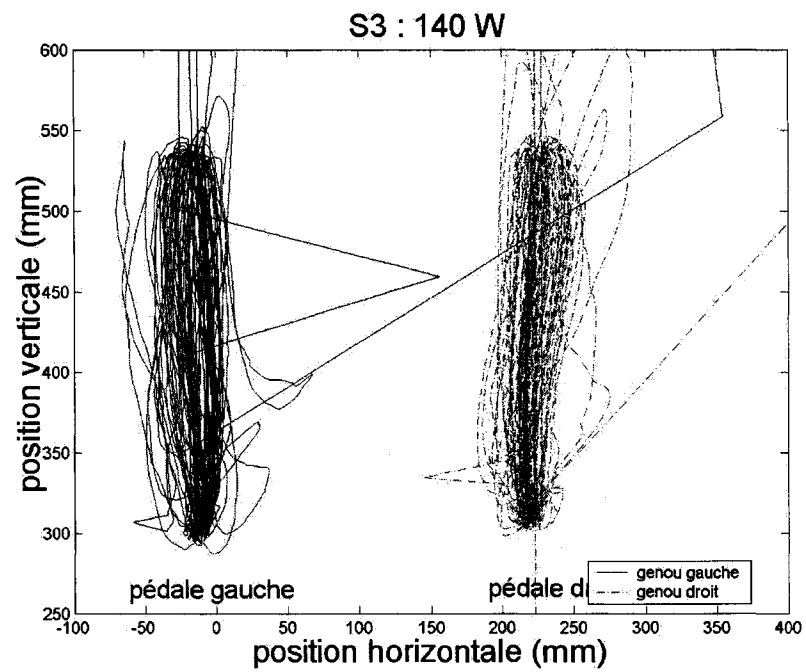 S3 : 140 W
600
550
500
450
400
350
300
250
position verticale (mm)
pédale gauche
pédale d
genou gauche
genou droit
-100 -50 0 50 100 150 200 250 300 350 400
position horizontale (mm)